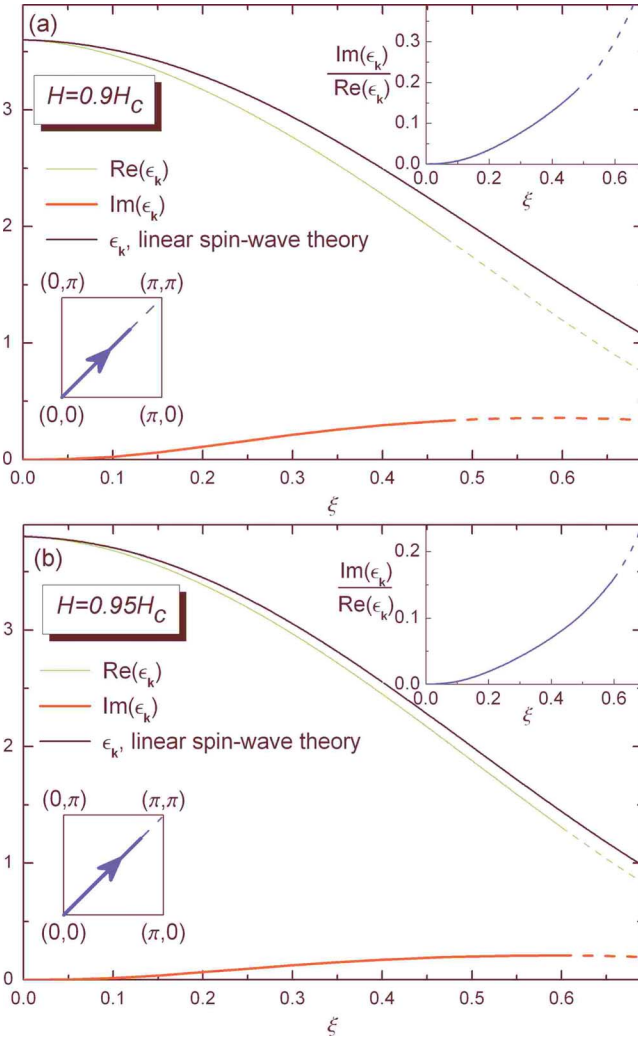 (a)
H=0.9H_C
Re(ϵ_k)
Im(ϵ_k)
ϵ_k, linear spin-wave theory
(0,π) (π,π)
(0,0) (π,0)
3
2
1
0
0.0 0.1 0.2 0.3 0.4 0.5 0.6
ξ
Im(ϵ_k)
Re(ϵ_k)
0.3
0.2
0.1
0.0
0.0 0.2 0.4 0.6
ξ
(b)
H=0.95H_C
Re(ϵ_k)
Im(ϵ_k)
ϵ_k, linear spin-wave theory
(0,π) (π,π)
(0,0) (π,0)
3
2
1
0
0.0 0.1 0.2 0.3 0.4 0.5 0.6
ξ
Im(ϵ_k)
Re(ϵ_k)
0.2
0.1
0.0
0.0 0.2 0.4 0.6
ξ